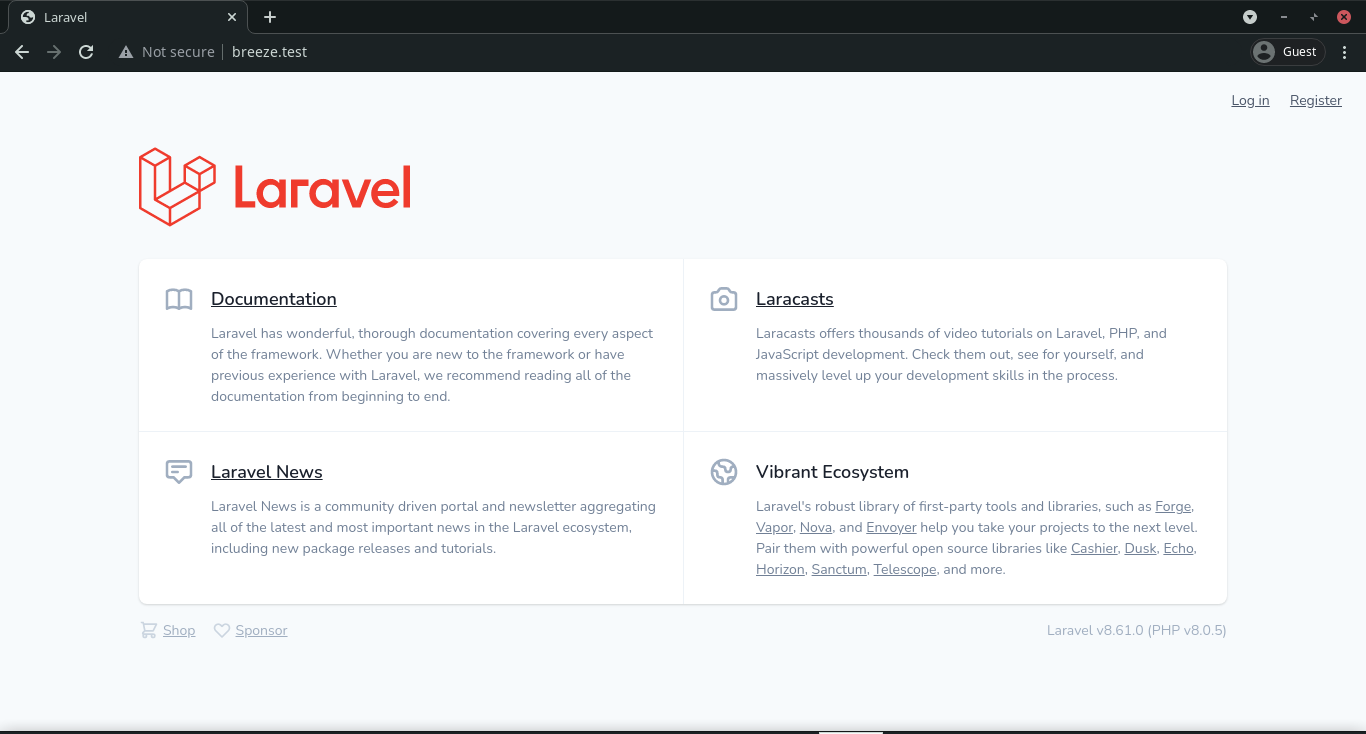 Laravel
Not secure | breeze.test
Guest
Log in Register
Laravel
Documentation
Laravel has wonderful, thorough documentation covering every aspect
of the framework. Whether you are new to the framework or have
previous experience with Laravel, we recommend reading all of the
documentation from beginning to end.
Laracasts
Laracasts offers thousands of video tutorials on Laravel, PHP, and
JavaScript development. Check them out, see for yourself, and
massively level up your development skills in the process.
Laravel News
Laravel News is a community driven portal and newsletter aggregating
all of the latest and most important news in the Laravel ecosystem,
including new package releases and tutorials.
Vibrant Ecosystem
Laravel's robust library of first-party tools and libraries, such as Forge,
Vapor, Nova, and Envoyer help you take your projects to the next level.
Pair them with powerful open source libraries like Cashier, Dusk, Echo,
Horizon, Sanctum, Telescope, and more.
Shop Sponsor
Laravel v8.61.0 (PHP v8.0.5)